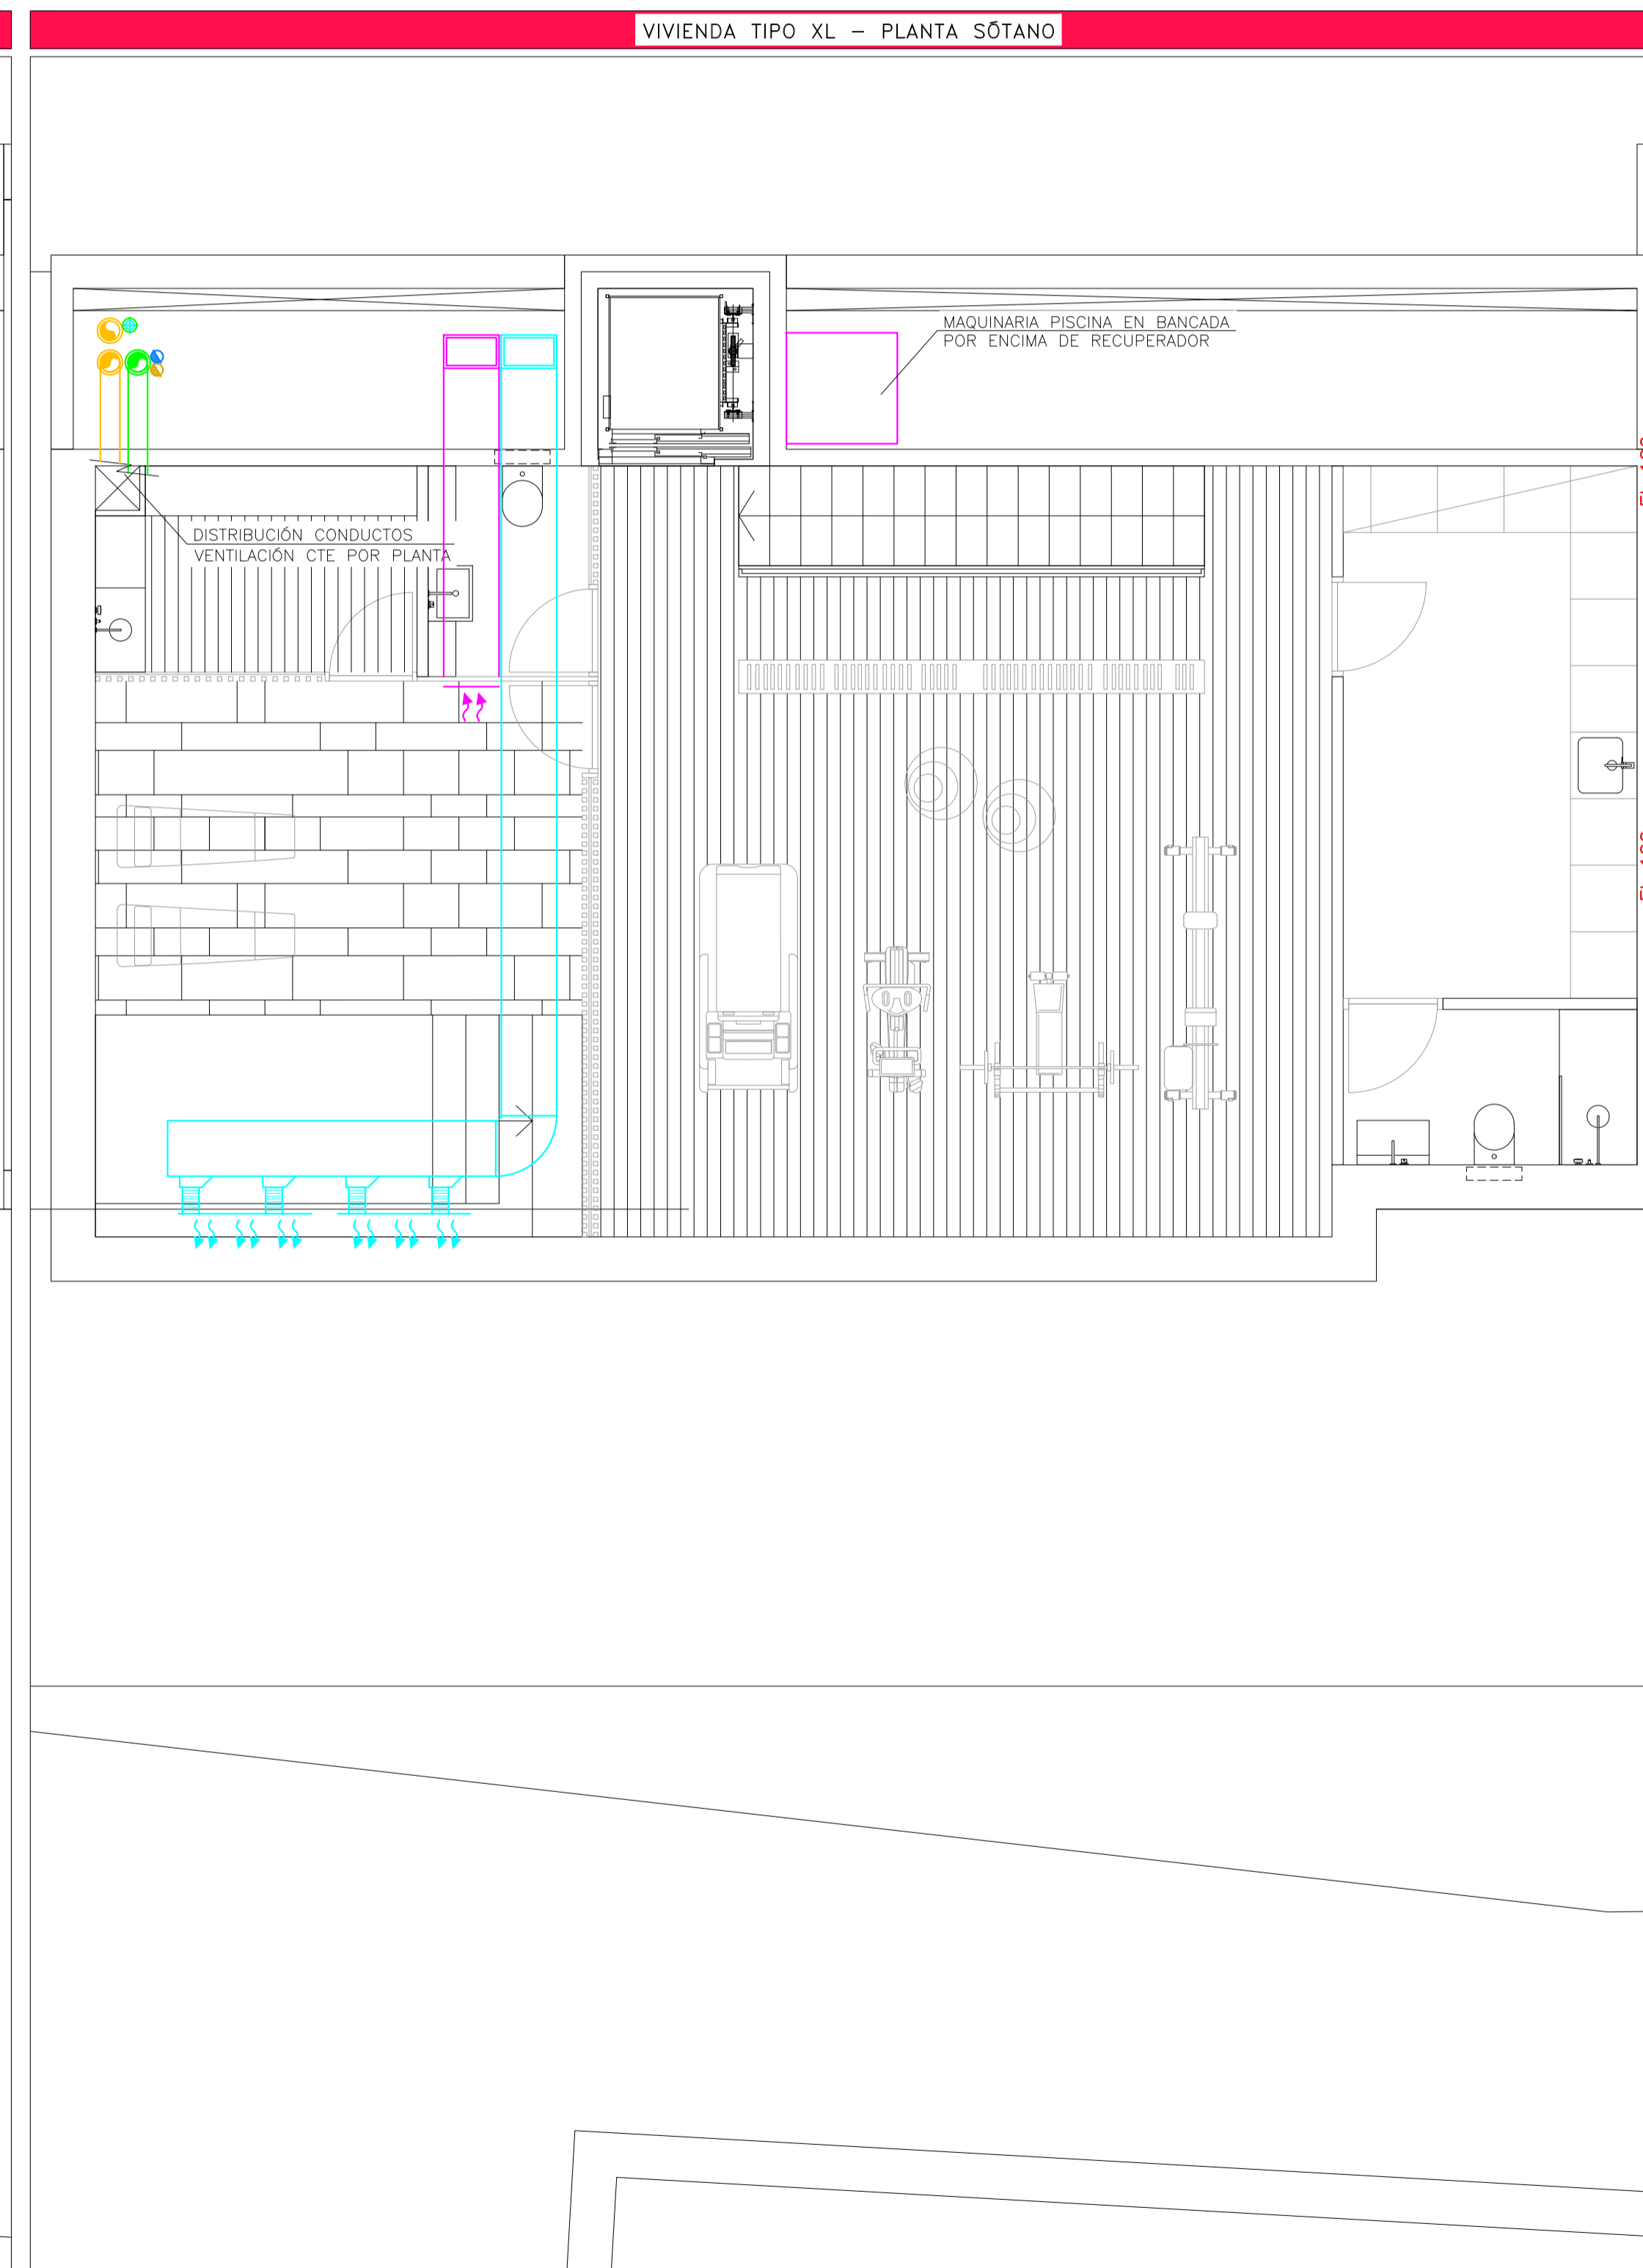 VIVIENDA TIPO XL – PLANTA SÓTANO
MAQUINARIA PISCINA EN BANCADA
POR ENCIMA DE RECUPERADOR
DISTRIBUCIÓN CONDUCTOS
VENTILACIÓN CTE POR PLANTA